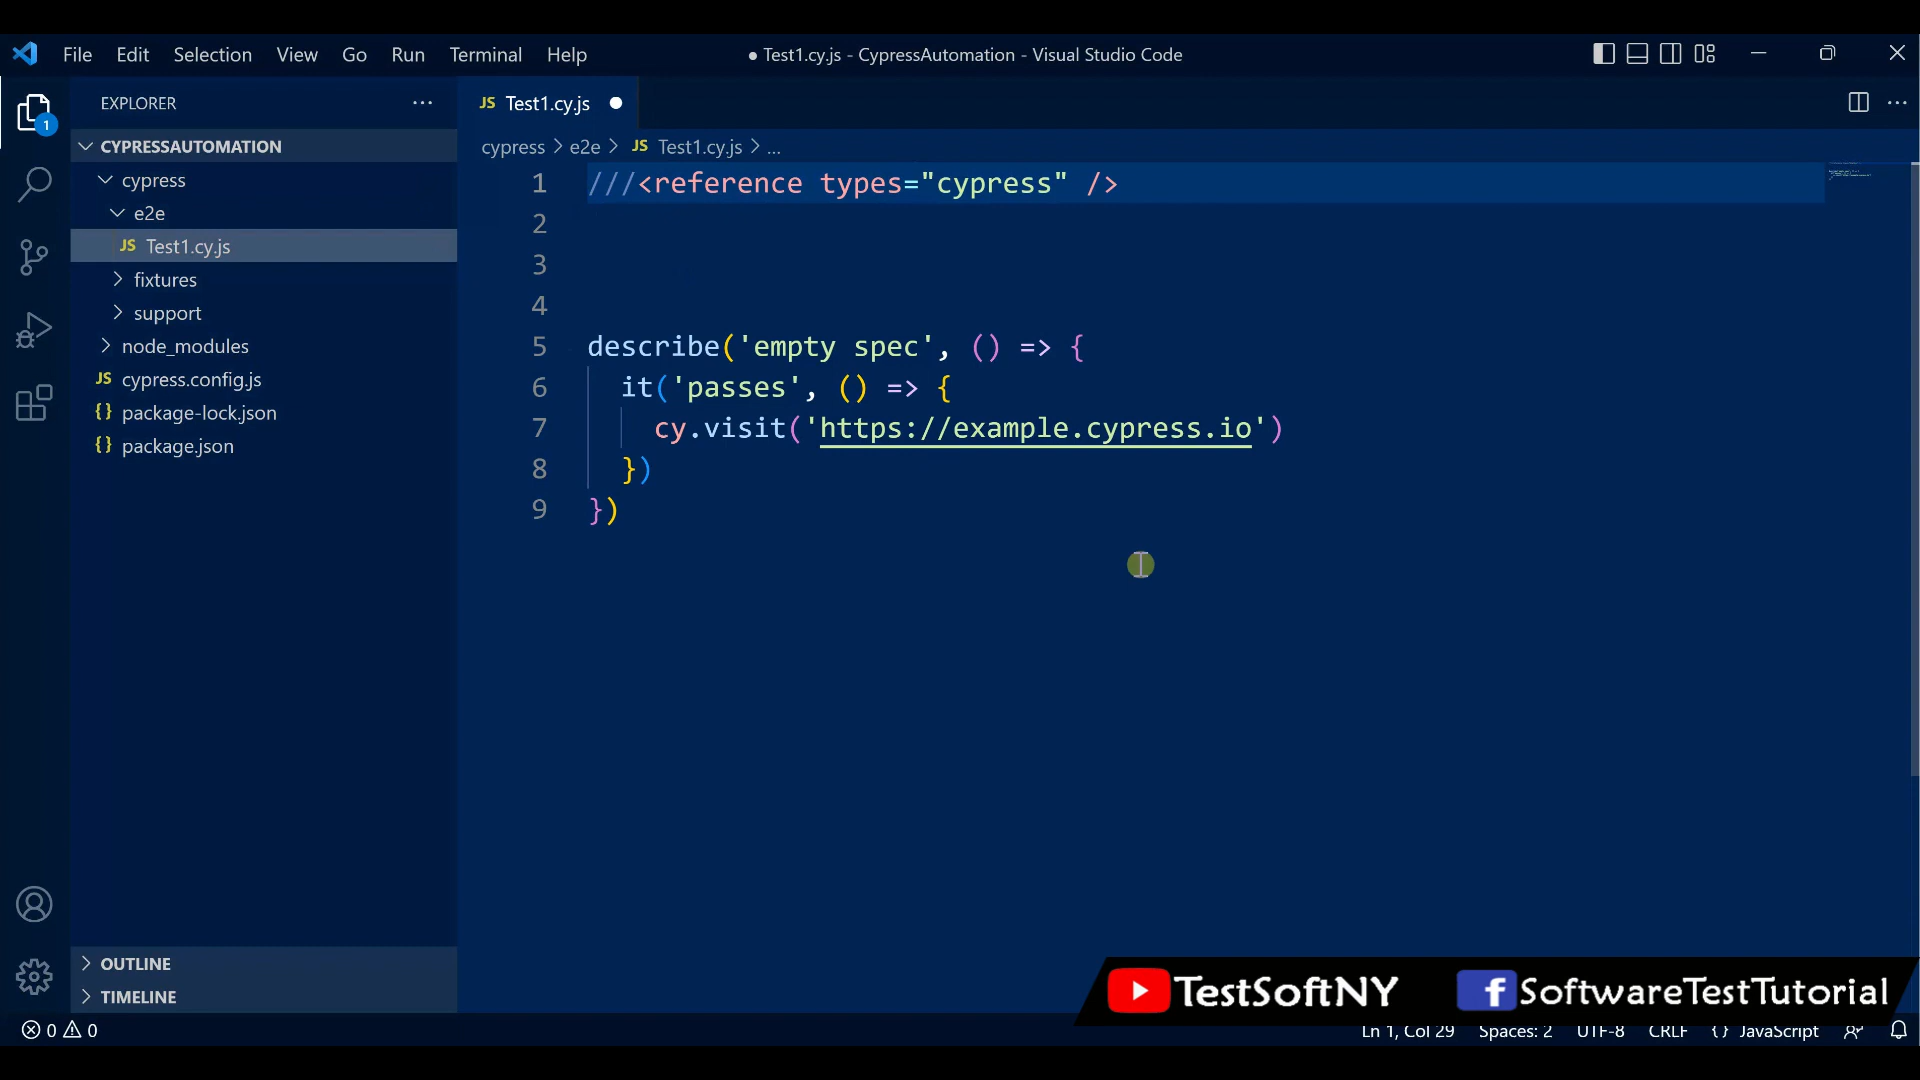 File Edit Selection View Go Run Terminal Help
● Test1.cy.js - CypressAutomation - Visual Studio Code
1
EXPLORER
···
CYPRESSAUTOMATION
cypress
e2e
JS Test1.cy.js
fixtures
support
node_modules
JS cypress.config.js
{} package-lock.json
{} package.json
OUTLINE
TIMELINE
JS Test1.cy.js ●
···
cypress > e2e > JS Test1.cy.js > ...
1 ///<reference types="cypress" />
2
3
4
5 describe('empty spec', () => {
6 it('passes', () => {
7 cy.visit('https://example.cypress.io')
8 })
9 })
TestSoftNY
f SoftwareTestTutorial
0 0
Ln 1, Col 29 Spaces: 2 UTF-8 CRLF {} JavaScript